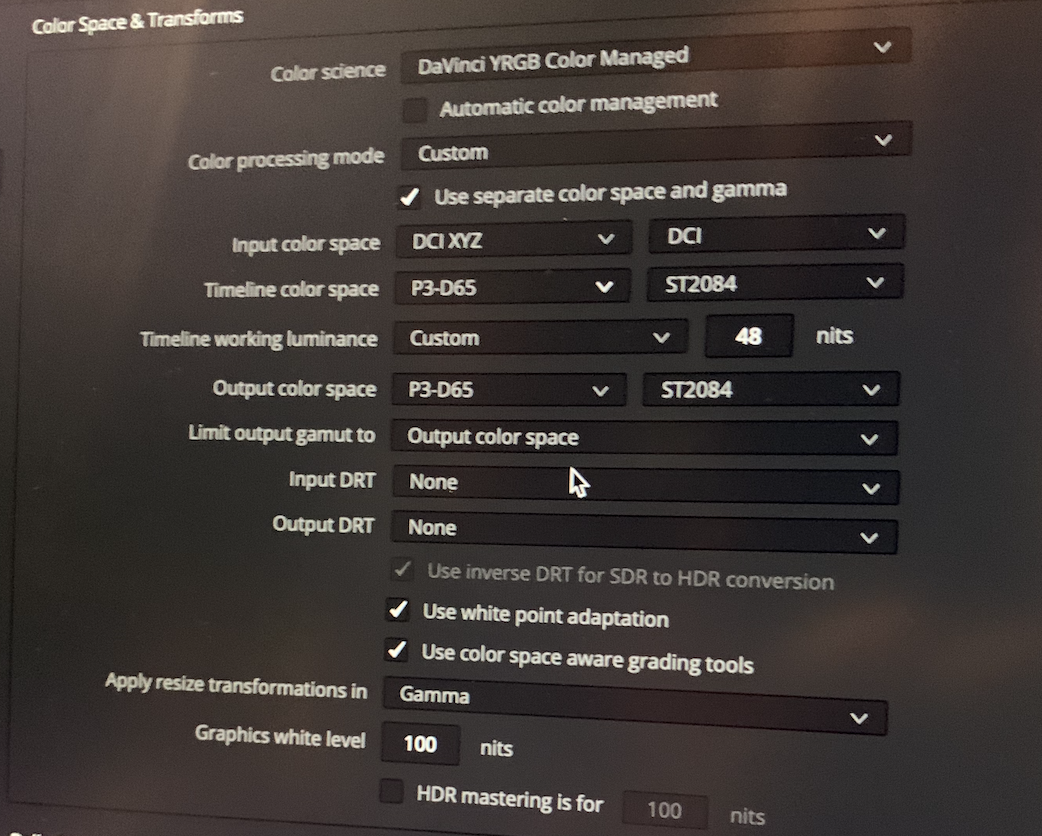 Color Space & Transforms
Color science DaVinci YRGB Color Managed
Automatic color management
Color processing mode Custom
Use separate color space and gamma
Input color space DCI XYZ DCI
Timeline color space P3-D65 ST2084
Timeline working luminance Custom 48 nits
Output color space P3-D65 ST2084
Limit output gamut to Output color space
Input DRT None
Output DRT None
Use inverse DRT for SDR to HDR conversion
Use white point adaptation
Use color space aware grading tools
Apply resize transformations in Gamma
Graphics white level 100 nits
HDR mastering is for 100 nits